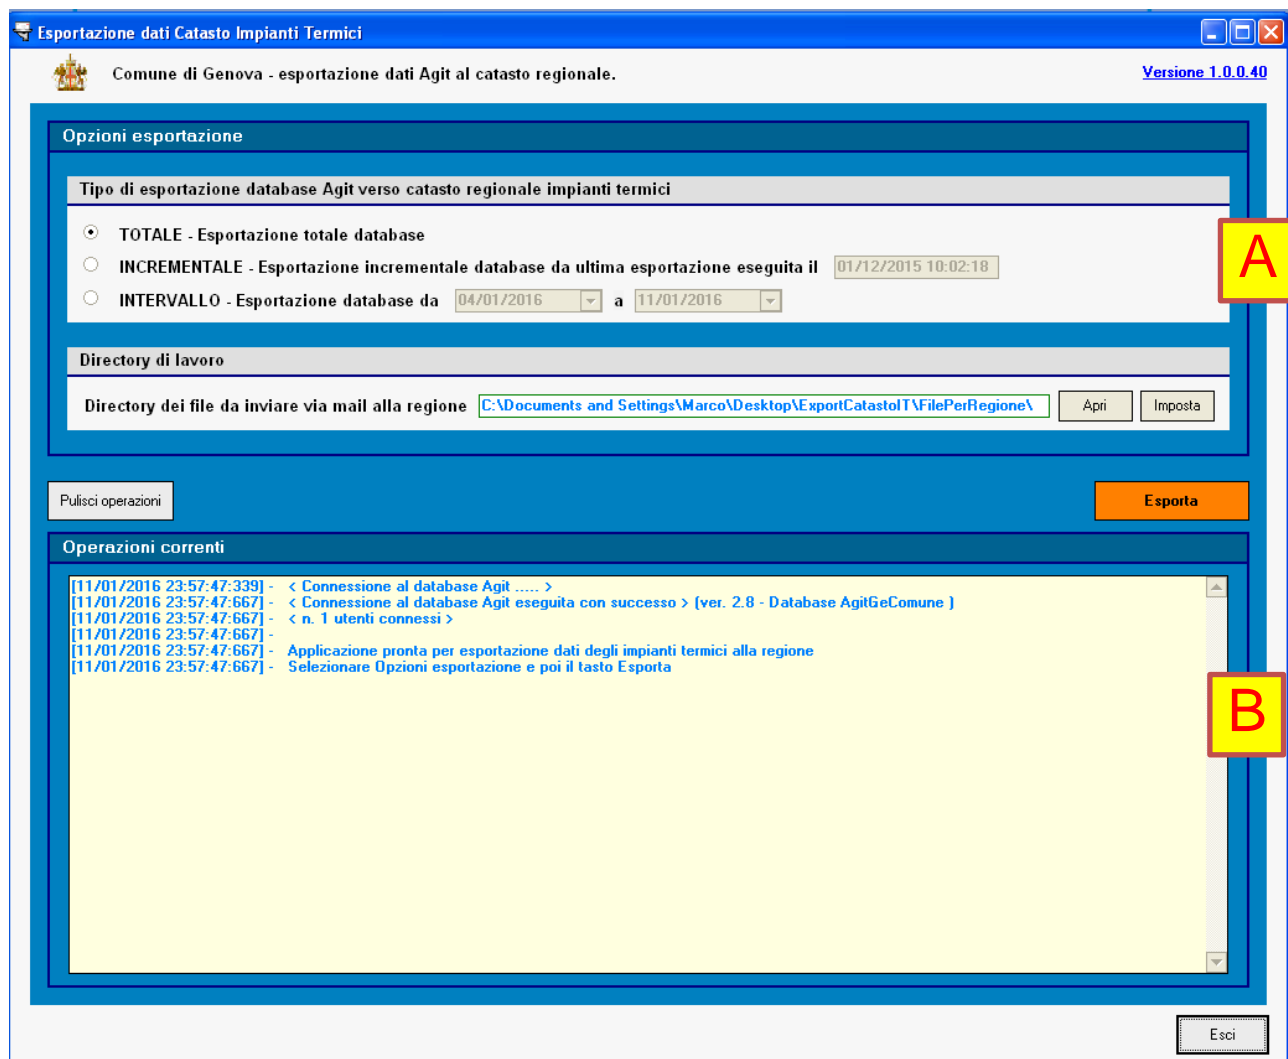 Esportazione dati Catasto Impianti Termici
Comune di Genova - esportazione dati Agit al catasto regionale.
Versione 1.0.0.40
Opzioni esportazione
Tipo di esportazione database Agit verso catasto regionale impianti termici
TOTALE - Esportazione totale database
A
INCREMENTALE - Esportazione incrementale database da ultima esportazione eseguita il 01/12/2015 10:02:18
INTERVALLO - Esportazione database da 04/01/2016 a 11/01/2016
Directory di lavoro
Directory dei file da inviare via mail alla regione C:\Documents and Settings\Marco\Desktop\ExportCatastoIT\FilePerRegione\ Apri Imposta
Pulisci operazioni Esporta
Operazioni correnti
[11/01/2016 23:57:47:339] - < Connessione al database Agit ..... >
[11/01/2016 23:57:47:667] - < Connessione al database Agit eseguita con successo > (ver. 2.8 - Database AgitGeComune )
[11/01/2016 23:57:47:667] - < n. 1 utenti connessi >
[11/01/2016 23:57:47:667] -
[11/01/2016 23:57:47:667] - Applicazione pronta per esportazione dati degli impianti termici alla regione
[11/01/2016 23:57:47:667] - Selezionare Opzioni esportazione e poi il tasto Esporta
B
Esci